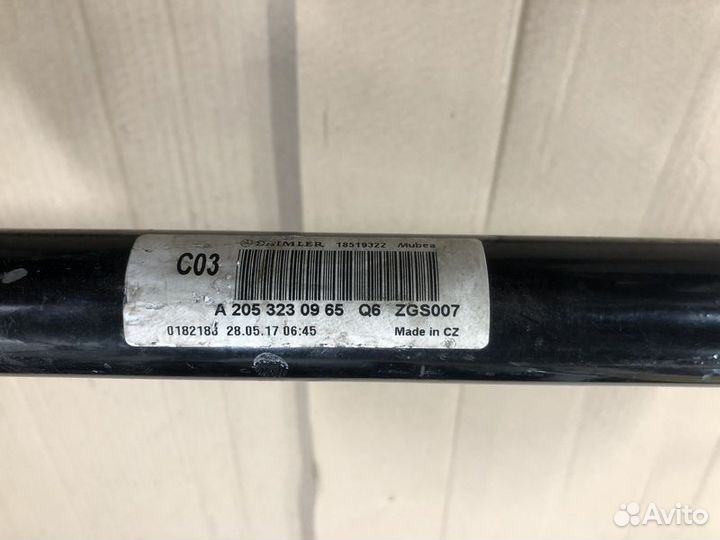 DAIMLER 18519322 Mubea
C03
A 205 323 09 65 Q6 ZGS007
0182183 28.05.17 06:45 Made in CZ
Avito